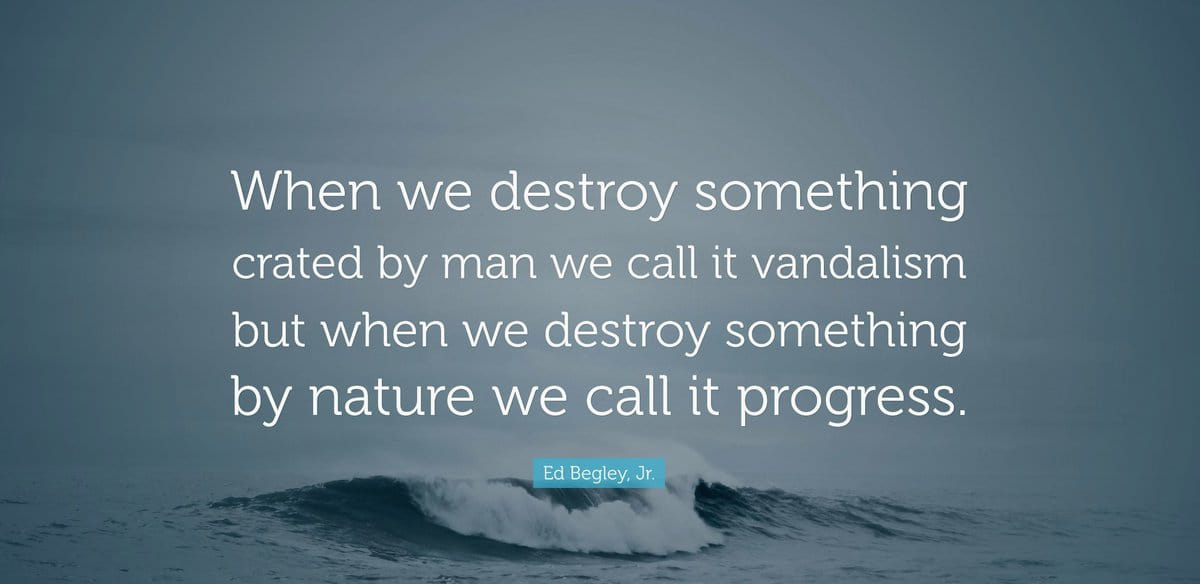 When we destroy something
crated by man we call it vandalism
but when we destroy something
by nature we call it progress.
Ed Begley, Jr.